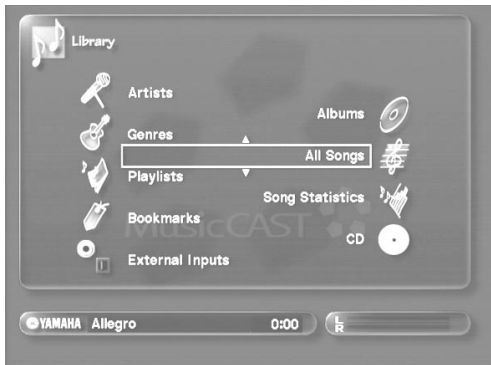 Library
Artists
Albums
Genres
All Songs
Playlists
Song Statistics
Bookmarks
MusicCAST
CD
External Inputs
YAMAHA Allegro 0:00 L
R